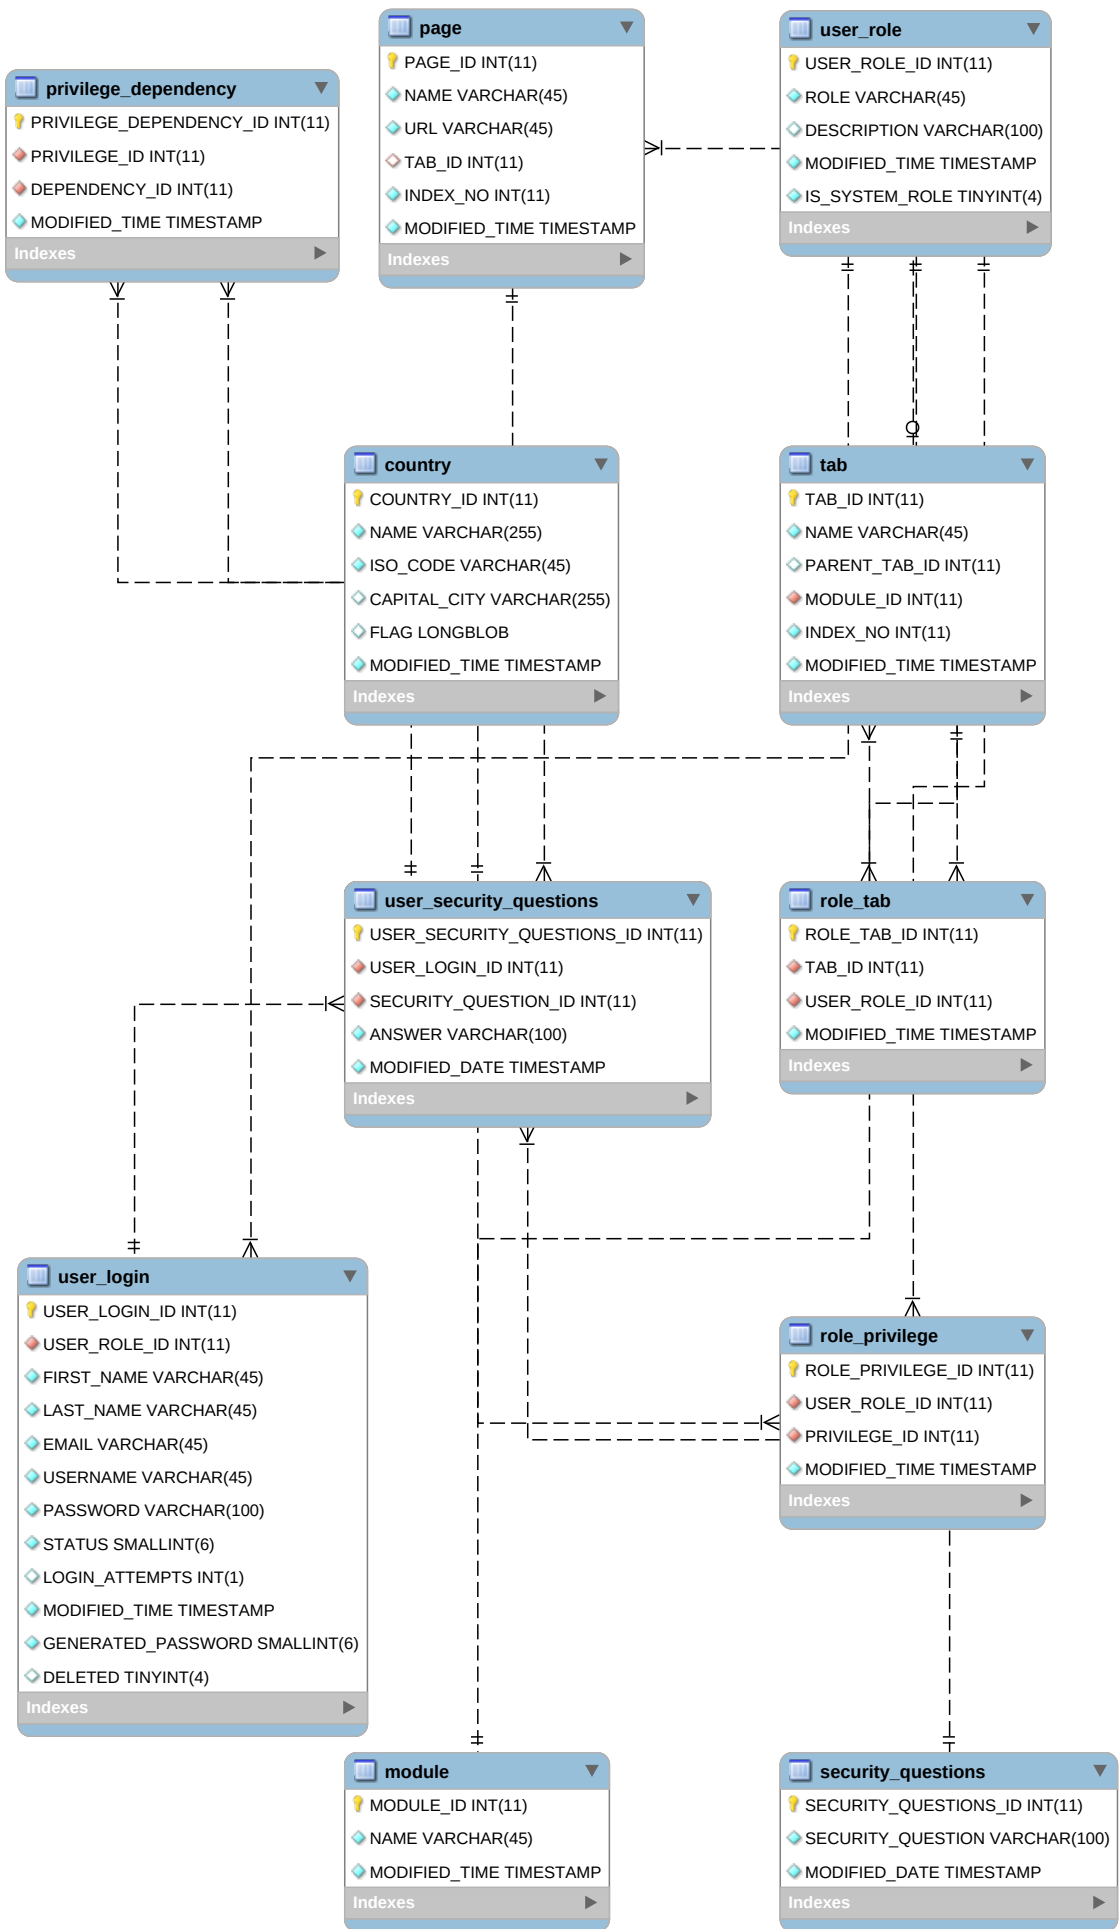 page
PAGE_ID INT(11)
NAME VARCHAR(45)
URL VARCHAR(45)
TAB_ID INT(11)
INDEX_NO INT(11)
MODIFIED_TIME TIMESTAMP
Indexes
user_role
USER_ROLE_ID INT(11)
ROLE VARCHAR(45)
DESCRIPTION VARCHAR(100)
MODIFIED_TIME TIMESTAMP
IS_SYSTEM_ROLE TINYINT(4)
Indexes
privilege_dependency
PRIVILEGE_DEPENDENCY_ID INT(11)
PRIVILEGE_ID INT(11)
DEPENDENCY_ID INT(11)
MODIFIED_TIME TIMESTAMP
Indexes
country
COUNTRY_ID INT(11)
NAME VARCHAR(255)
ISO_CODE VARCHAR(45)
CAPITAL_CITY VARCHAR(255)
FLAG LONGBLOB
MODIFIED_TIME TIMESTAMP
Indexes
tab
TAB_ID INT(11)
NAME VARCHAR(45)
PARENT_TAB_ID INT(11)
MODULE_ID INT(11)
INDEX_NO INT(11)
MODIFIED_TIME TIMESTAMP
Indexes
user_security_questions
USER_SECURITY_QUESTIONS_ID INT(11)
USER_LOGIN_ID INT(11)
SECURITY_QUESTION_ID INT(11)
ANSWER VARCHAR(100)
MODIFIED_DATE TIMESTAMP
Indexes
role_tab
ROLE_TAB_ID INT(11)
TAB_ID INT(11)
USER_ROLE_ID INT(11)
MODIFIED_TIME TIMESTAMP
Indexes
user_login
USER_LOGIN_ID INT(11)
USER_ROLE_ID INT(11)
FIRST_NAME VARCHAR(45)
LAST_NAME VARCHAR(45)
EMAIL VARCHAR(45)
USERNAME VARCHAR(45)
PASSWORD VARCHAR(100)
STATUS SMALLINT(6)
LOGIN_ATTEMPTS INT(1)
MODIFIED_TIME TIMESTAMP
GENERATED_PASSWORD SMALLINT(6)
DELETED TINYINT(4)
Indexes
role_privilege
ROLE_PRIVILEGE_ID INT(11)
USER_ROLE_ID INT(11)
PRIVILEGE_ID INT(11)
MODIFIED_TIME TIMESTAMP
Indexes
module
MODULE_ID INT(11)
NAME VARCHAR(45)
MODIFIED_TIME TIMESTAMP
Indexes
security_questions
SECURITY_QUESTIONS_ID INT(11)
SECURITY_QUESTION VARCHAR(100)
MODIFIED_DATE TIMESTAMP
Indexes